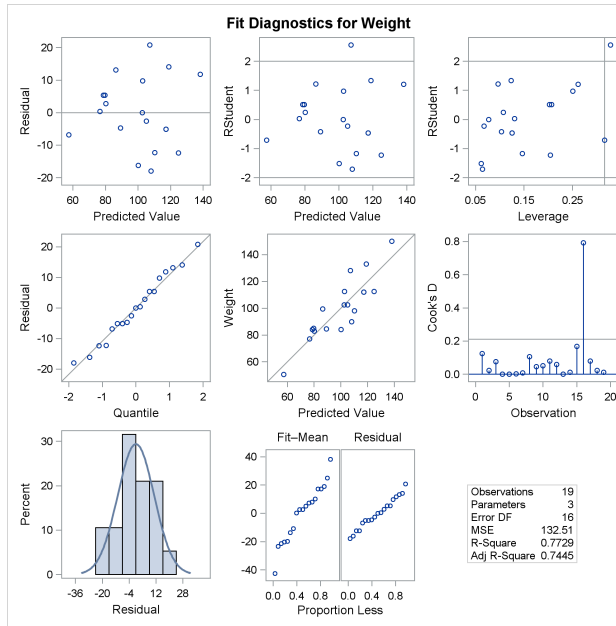 Fit Diagnostics for Weight
Residual
20
10
0
-10
-20
60 80 100 120 140
Predicted Value
RStudent
2
1
0
-1
-2
60 80 100 120 140
Predicted Value
RStudent
2
1
0
-1
-2
0.05 0.15 0.25
Leverage
Residual
20
10
0
-10
-20
-2 -1 0 1 2
Quantile
Weight
140
120
100
80
60
60 80 100 120 140
Predicted Value
Cook's D
0.8
0.6
0.4
0.2
0.0
0 5 10 15 20
Observation
Percent
30
20
10
0
-36 -20 -4 12 28
Residual
Fit–Mean Residual
40
20
0
-20
-40
0.0 0.4 0.8 0.0 0.4 0.8
Proportion Less
Observations 19
Parameters 3
Error DF 16
MSE 132.51
R-Square 0.7729
Adj R-Square 0.7445